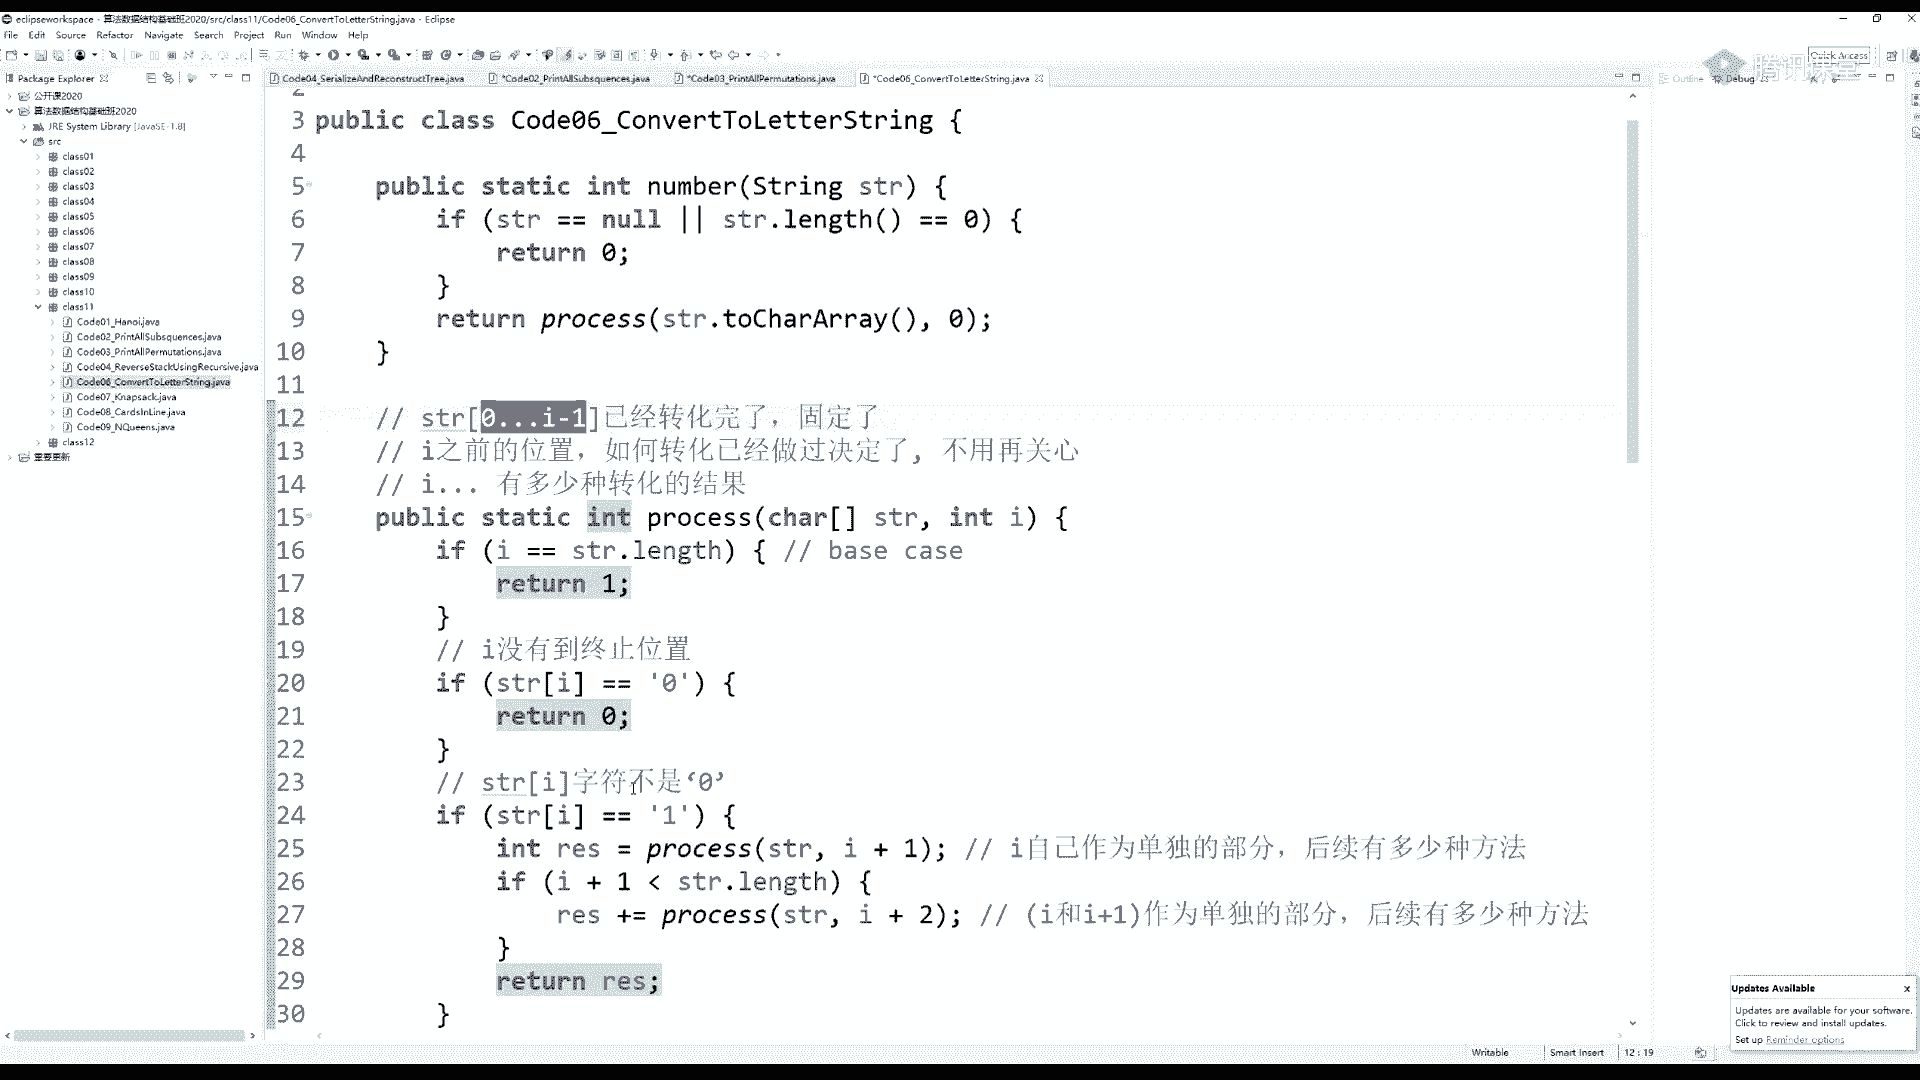 eclipseworkspace - 算法数据结构基础班2020/src/class11/Code06_ConvertToLetterString.java - Eclipse
File Edit Source Refactor Navigate Search Project Run Window Help
Quick Access
腾讯课堂
Package Explorer
Code04_SerializeAndReconstructTree.java
*Code02_PrintAllSubsquences.java
*Code03_PrintAllPermutations.java
*Code06_ConvertToLetterString.java
Outline
Debug
公开课2020
算法数据结构基础班2020
JRE System Library [JavaSE-1.8]
src
class01
class02
class03
class04
class05
class06
class07
class08
class09
class10
class11
Code01_Hanoi.java
Code02_PrintAllSubsquences.java
Code03_PrintAllPermutations.java
Code04_ReverseStackUsingRecursive.java
Code06_ConvertToLetterString.java
Code07_Knapsack.java
Code08_CardsInLine.java
Code09_NQueens.java
class12
重要更新
2
3 public class Code06_ConvertToLetterString {
4
5 public static int number(String str) {
6 if (str == null || str.length() == 0) {
7 return 0;
8 }
9 return process(str.toCharArray(), 0);
10 }
11
12 // str[0...i-1]已经转化完了，固定了
13 // i之前的位置，如何转化已经做过决定了, 不用再关心
14 // i... 有多少种转化的结果
15 public static int process(char[] str, int i) {
16 if (i == str.length) { // base case
17 return 1;
18 }
19 // i没有到终止位置
20 if (str[i] == '0') {
21 return 0;
22 }
23 // str[i]字符不是‘0’
24 if (str[i] == '1') {
25 int res = process(str, i + 1); // i自己作为单独的部分，后续有多少种方法
26 if (i + 1 < str.length) {
27 res += process(str, i + 2); // (i和i+1)作为单独的部分，后续有多少种方法
28 }
29 return res;
30 }
Updates Available x
Updates are available for your software.
Click to review and install updates.
Set up Reminder options
Writable
Smart Insert
12 : 19